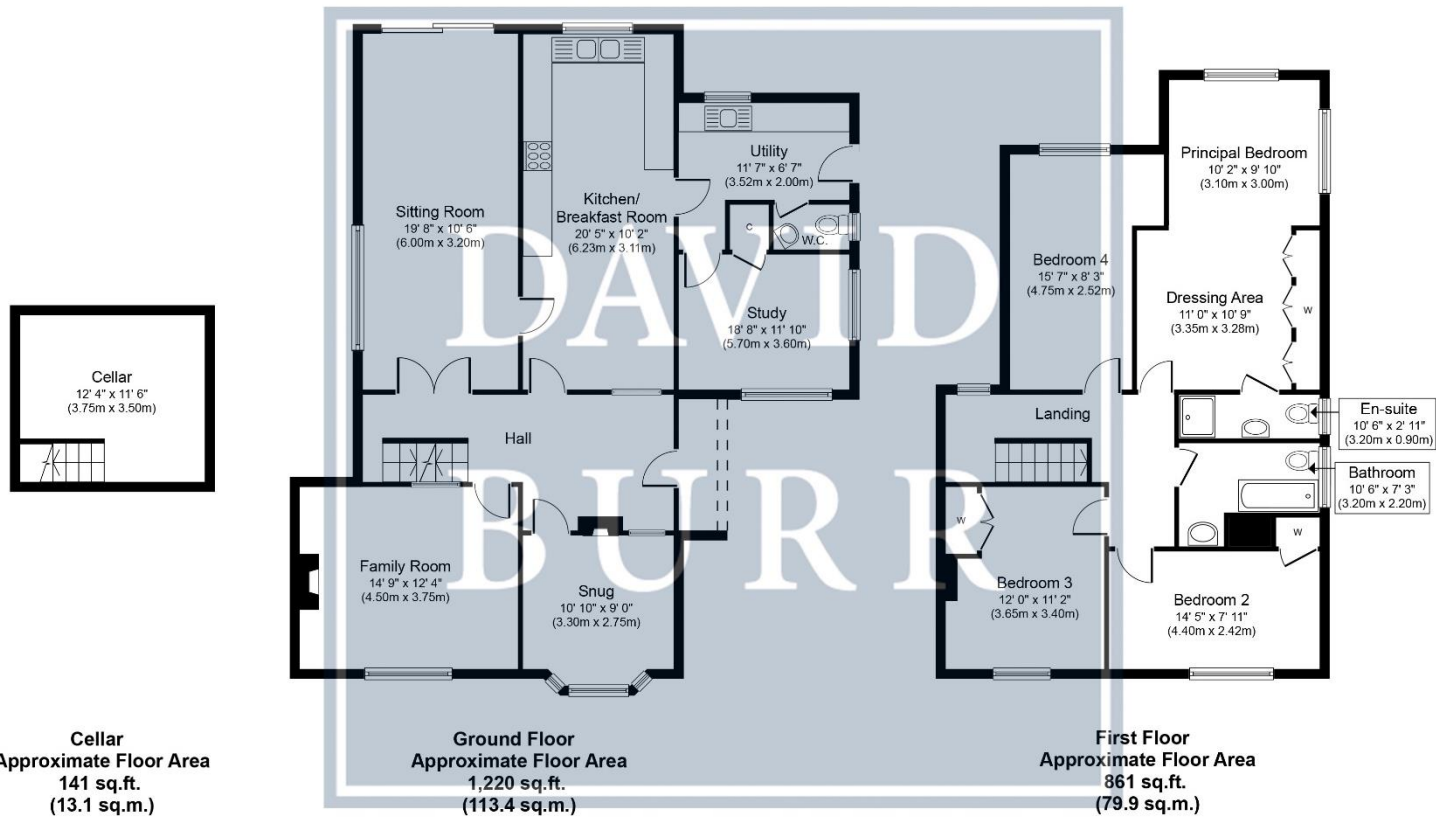 Cellar
12' 4" x 11' 6"
(3.75m x 3.50m)
Cellar
Approximate Floor Area
141 sq.ft.
(13.1 sq.m.)
DAVID
BURR
Sitting Room
19' 8" x 10' 6"
(6.00m x 3.20m)
Kitchen/
Breakfast Room
20' 5" x 10' 2"
(6.23m x 3.11m)
Utility
11' 7" x 6' 7"
(3.52m x 2.00m)
C
W.C.
Study
18' 8" x 11' 10"
(5.70m x 3.60m)
Hall
Family Room
14' 9" x 12' 4"
(4.50m x 3.75m)
Snug
10' 10" x 9' 0"
(3.30m x 2.75m)
Ground Floor
Approximate Floor Area
1,220 sq.ft.
(113.4 sq.m.)
Principal Bedroom
10' 2" x 9' 10"
(3.10m x 3.00m)
Bedroom 4
15' 7" x 8' 3"
(4.75m x 2.52m)
Dressing Area
11' 0" x 10' 9"
(3.35m x 3.28m)
W
Landing
En-suite
10' 6" x 2' 11"
(3.20m x 0.90m)
Bathroom
10' 6" x 7' 3"
(3.20m x 2.20m)
W
W
Bedroom 3
12' 0" x 11' 2"
(3.65m x 3.40m)
Bedroom 2
14' 5" x 7' 11"
(4.40m x 2.42m)
First Floor
Approximate Floor Area
861 sq.ft.
(79.9 sq.m.)